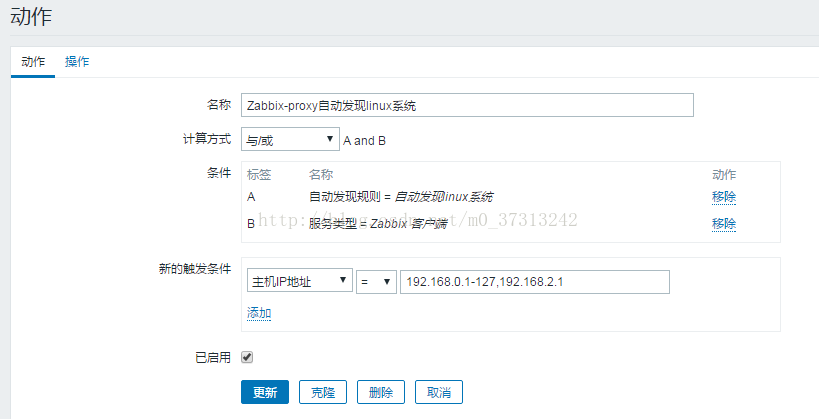 动作
动作 操作
名称 Zabbix-proxy自动发现linux系统
计算方式 与/或 A and B
条件 标签 名称 动作
A 自动发现规则 = 自动发现linux系统 移除
http://blog.csdn.net/m0_37313242
B 服务类型 = Zabbix 客户端 移除
新的触发条件 主机IP地址 = 192.168.0.1-127,192.168.2.1
添加
已启用
更新 克隆 删除 取消